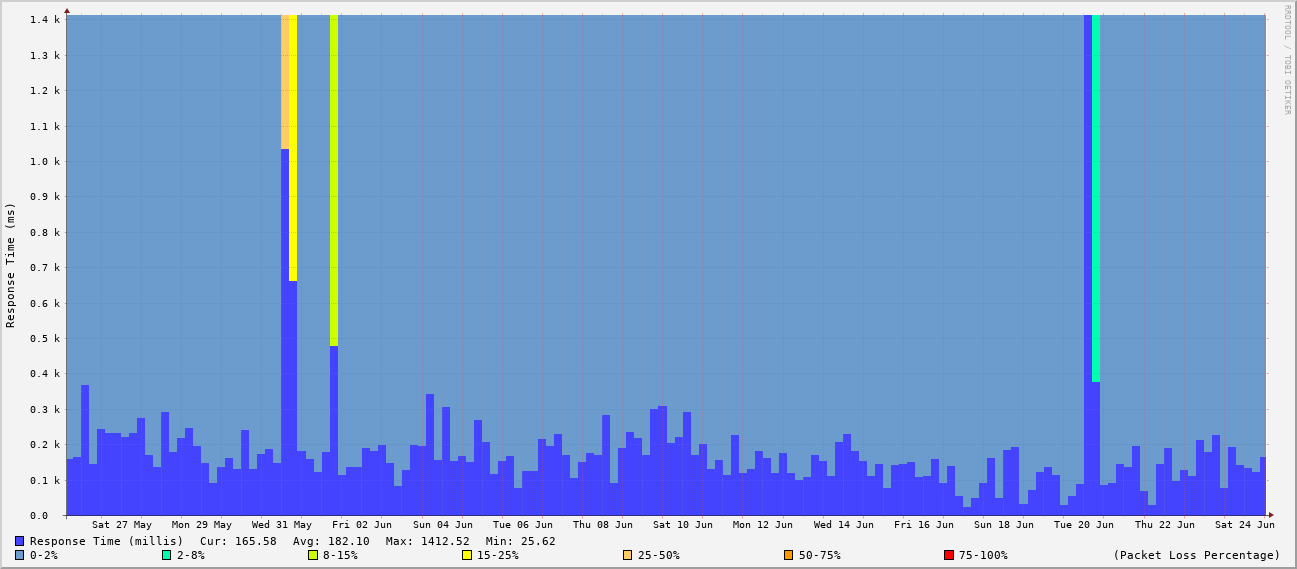 RRDTOOL / TOBI OETIKER
Response Time (ms)
1.4 k
1.3 k
1.2 k
1.1 k
1.0 k
0.9 k
0.8 k
0.7 k
0.6 k
0.5 k
0.4 k
0.3 k
0.2 k
0.1 k
0.0
Sat 27 May Mon 29 May Wed 31 May Fri 02 Jun Sun 04 Jun Tue 06 Jun Thu 08 Jun Sat 10 Jun Mon 12 Jun Wed 14 Jun Fri 16 Jun Sun 18 Jun Tue 20 Jun Thu 22 Jun Sat 24 Jun
Response Time (millis) Cur: 165.58 Avg: 182.10 Max: 1412.52 Min: 25.62
0-2% 2-8% 8-15% 15-25% 25-50% 50-75% 75-100% (Packet Loss Percentage)